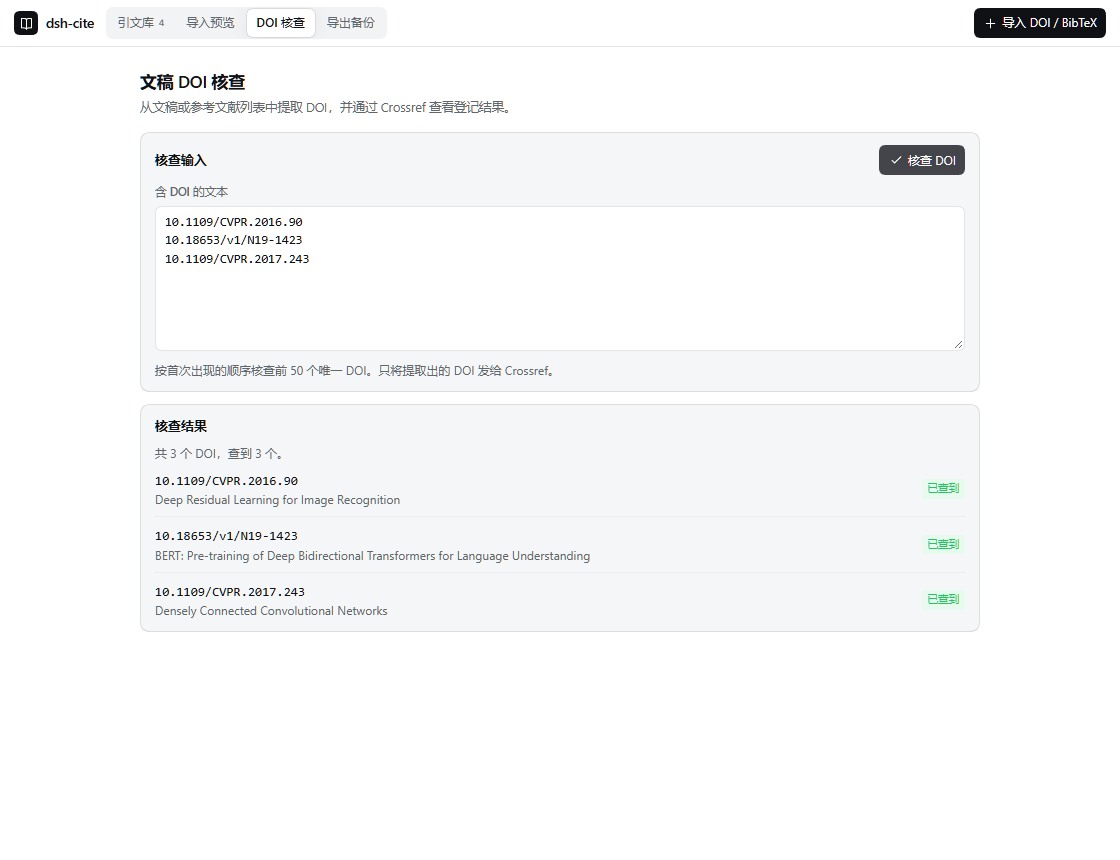 dsh-cite
引文库 4
导入预览
DOI 核查
导出备份
导入 DOI / BibTeX
文稿 DOI 核查
从文稿或参考文献列表中提取 DOI，并通过 Crossref 查看登记结果。
核查输入
核查 DOI
含 DOI 的文本
10.1109/CVPR.2016.90
10.18653/v1/N19-1423
10.1109/CVPR.2017.243
按首次出现的顺序核查前 50 个唯一 DOI。只将提取出的 DOI 发给 Crossref。
核查结果
共 3 个 DOI，查到 3 个。
10.1109/CVPR.2016.90
Deep Residual Learning for Image Recognition
已查到
10.18653/v1/N19-1423
BERT: Pre-training of Deep Bidirectional Transformers for Language Understanding
已查到
10.1109/CVPR.2017.243
Densely Connected Convolutional Networks
已查到